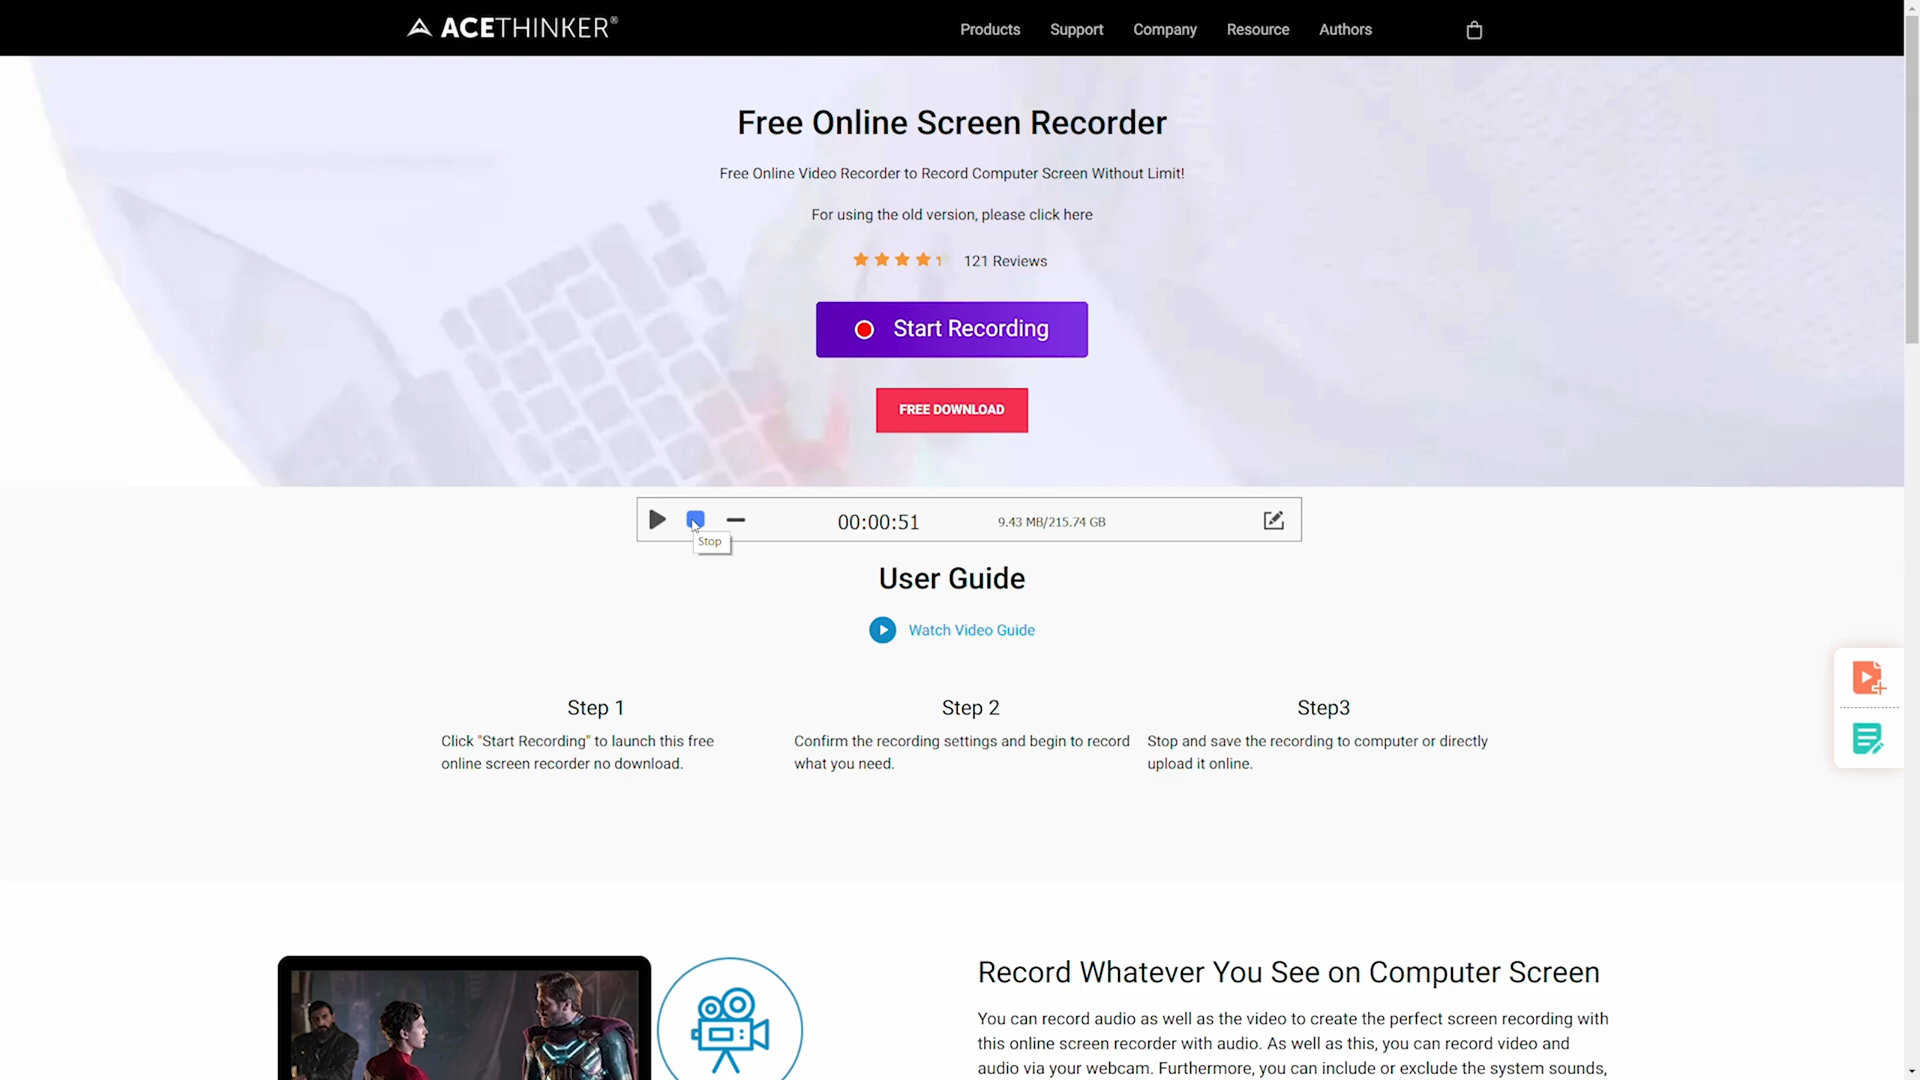 ACETHINKER®
Products Support Company Resource Authors
Free Online Screen Recorder
Free Online Video Recorder to Record Computer Screen Without Limit!
For using the old version, please click here
121 Reviews
Start Recording
FREE DOWNLOAD
00:00:51 9.43 MB/215.74 GB
Stop
User Guide
Watch Video Guide
Step 1
Click "Start Recording" to launch this free
online screen recorder no download.
Step 2
Confirm the recording settings and begin to record
what you need.
Step3
Stop and save the recording to computer or directly
upload it online.
Record Whatever You See on Computer Screen
You can record audio as well as the video to create the perfect screen recording with
this online screen recorder with audio. As well as this, you can record video and
audio via your webcam. Furthermore, you can include or exclude the system sounds,